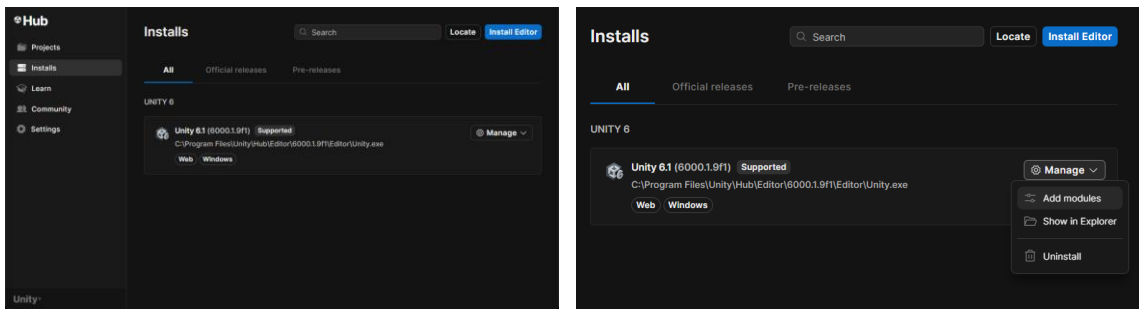 Hub
Projects
Installs
Learn
Community
Settings
Unity
Installs
Search
Locate
Install Editor
All Official releases Pre-releases
UNITY 6
Unity 6.1 (6000.1.9f1) Supported
C:\Program Files\Unity\Hub\Editor\6000.1.9f1\Editor\Unity.exe
Web Windows
Manage
Installs
Search
Locate
Install Editor
All Official releases Pre-releases
UNITY 6
Unity 6.1 (6000.1.9f1) Supported
C:\Program Files\Unity\Hub\Editor\6000.1.9f1\Editor\Unity.exe
Web Windows
Manage
Add modules
Show in Explorer
Uninstall